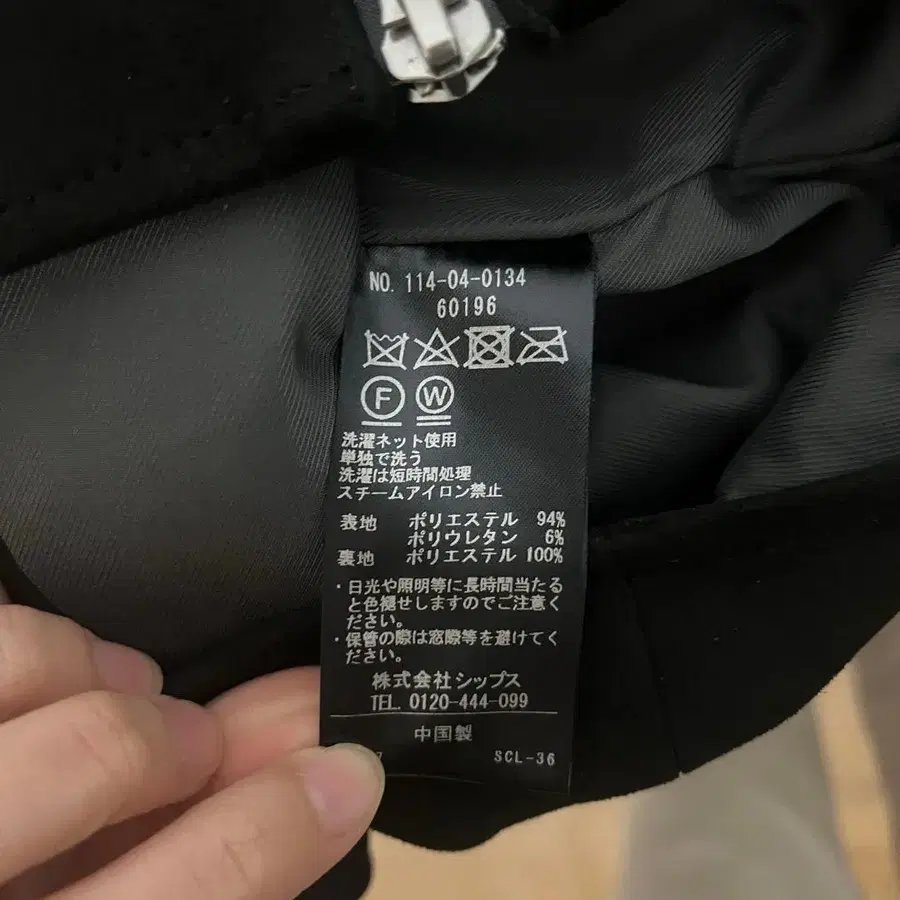 NO. 114-04-0134
60196
F W
洗濯ネット使用
単独で洗う
洗濯は短時間処理
スチームアイロン禁止
表地 ポリエステル 94%
ポリウレタン 6%
裏地 ポリエステル 100%
・日光や照明等に長時間当たる
と色褪せしますのでご注意く
ださい。
・保管の際は窓際等を避けてく
ださい。
株式会社シップス
TEL. 0120-444-099
中国製
SCL-36